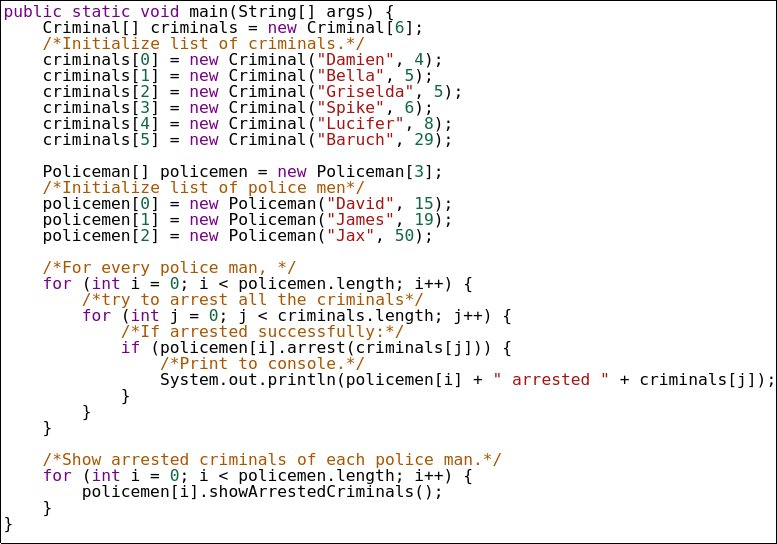 public static void main(String[] args) {
    Criminal[] criminals = new Criminal[6];
    /*Initialize list of criminals.*/
    criminals[0] = new Criminal("Damien", 4);
    criminals[1] = new Criminal("Bella", 5);
    criminals[2] = new Criminal("Griselda", 5);
    criminals[3] = new Criminal("Spike", 6);
    criminals[4] = new Criminal("Lucifer", 8);
    criminals[5] = new Criminal("Baruch", 29);

    Policeman[] policemen = new Policeman[3];
    /*Initialize list of police men*/
    policemen[0] = new Policeman("David", 15);
    policemen[1] = new Policeman("James", 19);
    policemen[2] = new Policeman("Jax", 50);

    /*For every police man, */
    for (int i = 0; i < policemen.length; i++) {
        /*try to arrest all the criminals*/
        for (int j = 0; j < criminals.length; j++) {
            /*If arrested successfully:*/
            if (policemen[i].arrest(criminals[j])) {
                /*Print to console.*/
                System.out.println(policemen[i] + " arrested " + criminals[j]);
            }
        }
    }

    /*Show arrested criminals of each police man.*/
    for (int i = 0; i < policemen.length; i++) {
        policemen[i].showArrestedCriminals();
    }
}